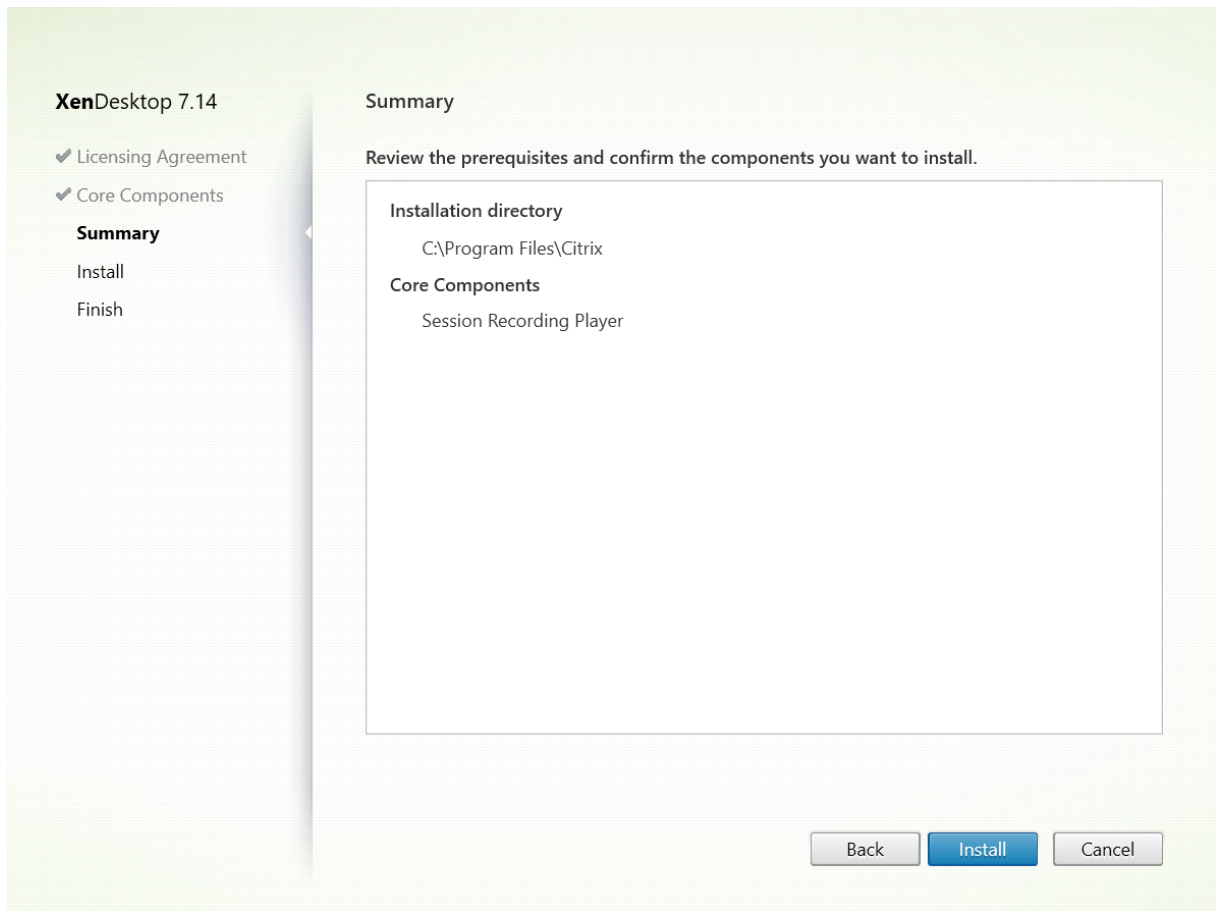 XenDesktop 7.14
Licensing Agreement
Core Components
Summary
Install
Finish
Summary
Review the prerequisites and confirm the components you want to install.
Installation directory
C:\Program Files\Citrix
Core Components
Session Recording Player
Back
Install
Cancel